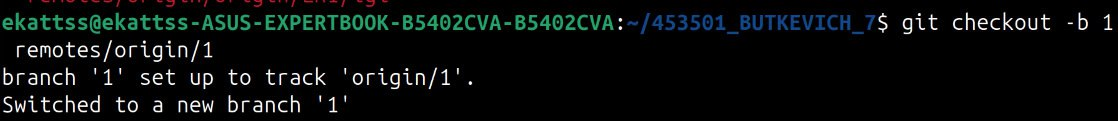 ekattss@ekattss-ASUS-EXPERTBOOK-B5402CVA-B5402CVA:~/453501_BUTKEVICH_7$ git checkout -b 1
remotes/origin/1
branch '1' set up to track 'origin/1'.
Switched to a new branch '1'